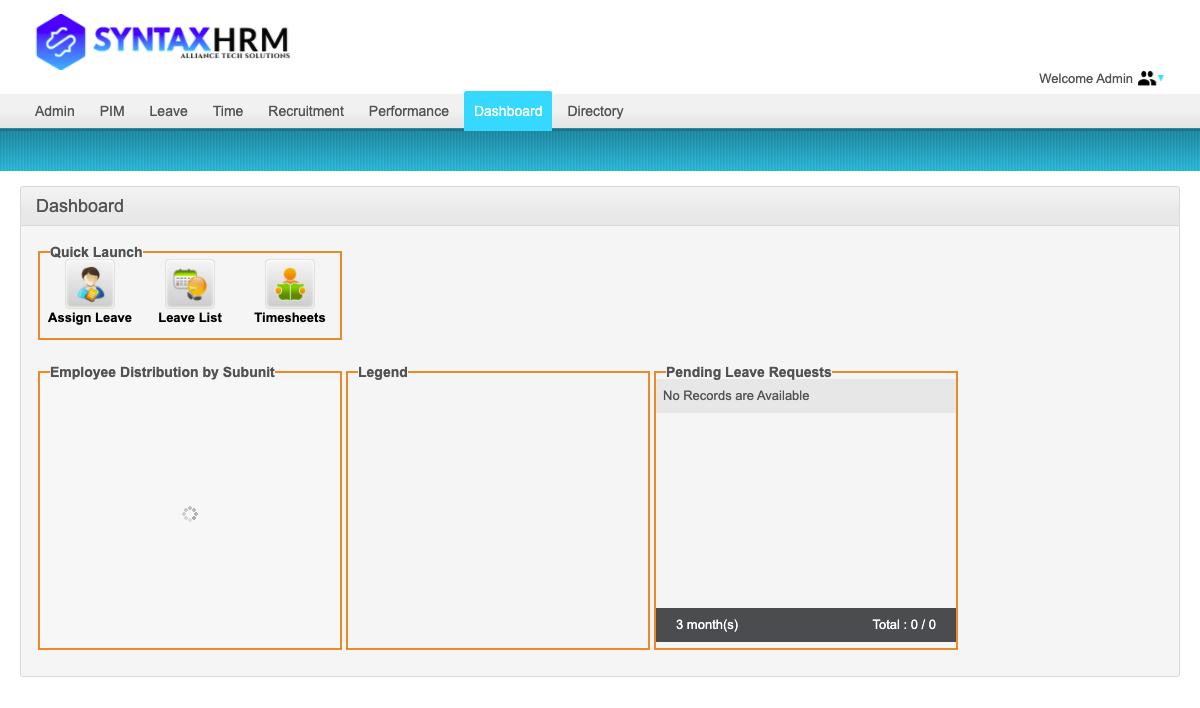 SYNTAXHRM
ALLIANCE TECH SOLUTIONS
Welcome Admin
Admin PIM Leave Time Recruitment Performance Dashboard Directory
Dashboard
Quick Launch
Assign Leave Leave List Timesheets
Employee Distribution by Subunit Legend Pending Leave Requests
No Records are Available
3 month(s) Total : 0 / 0